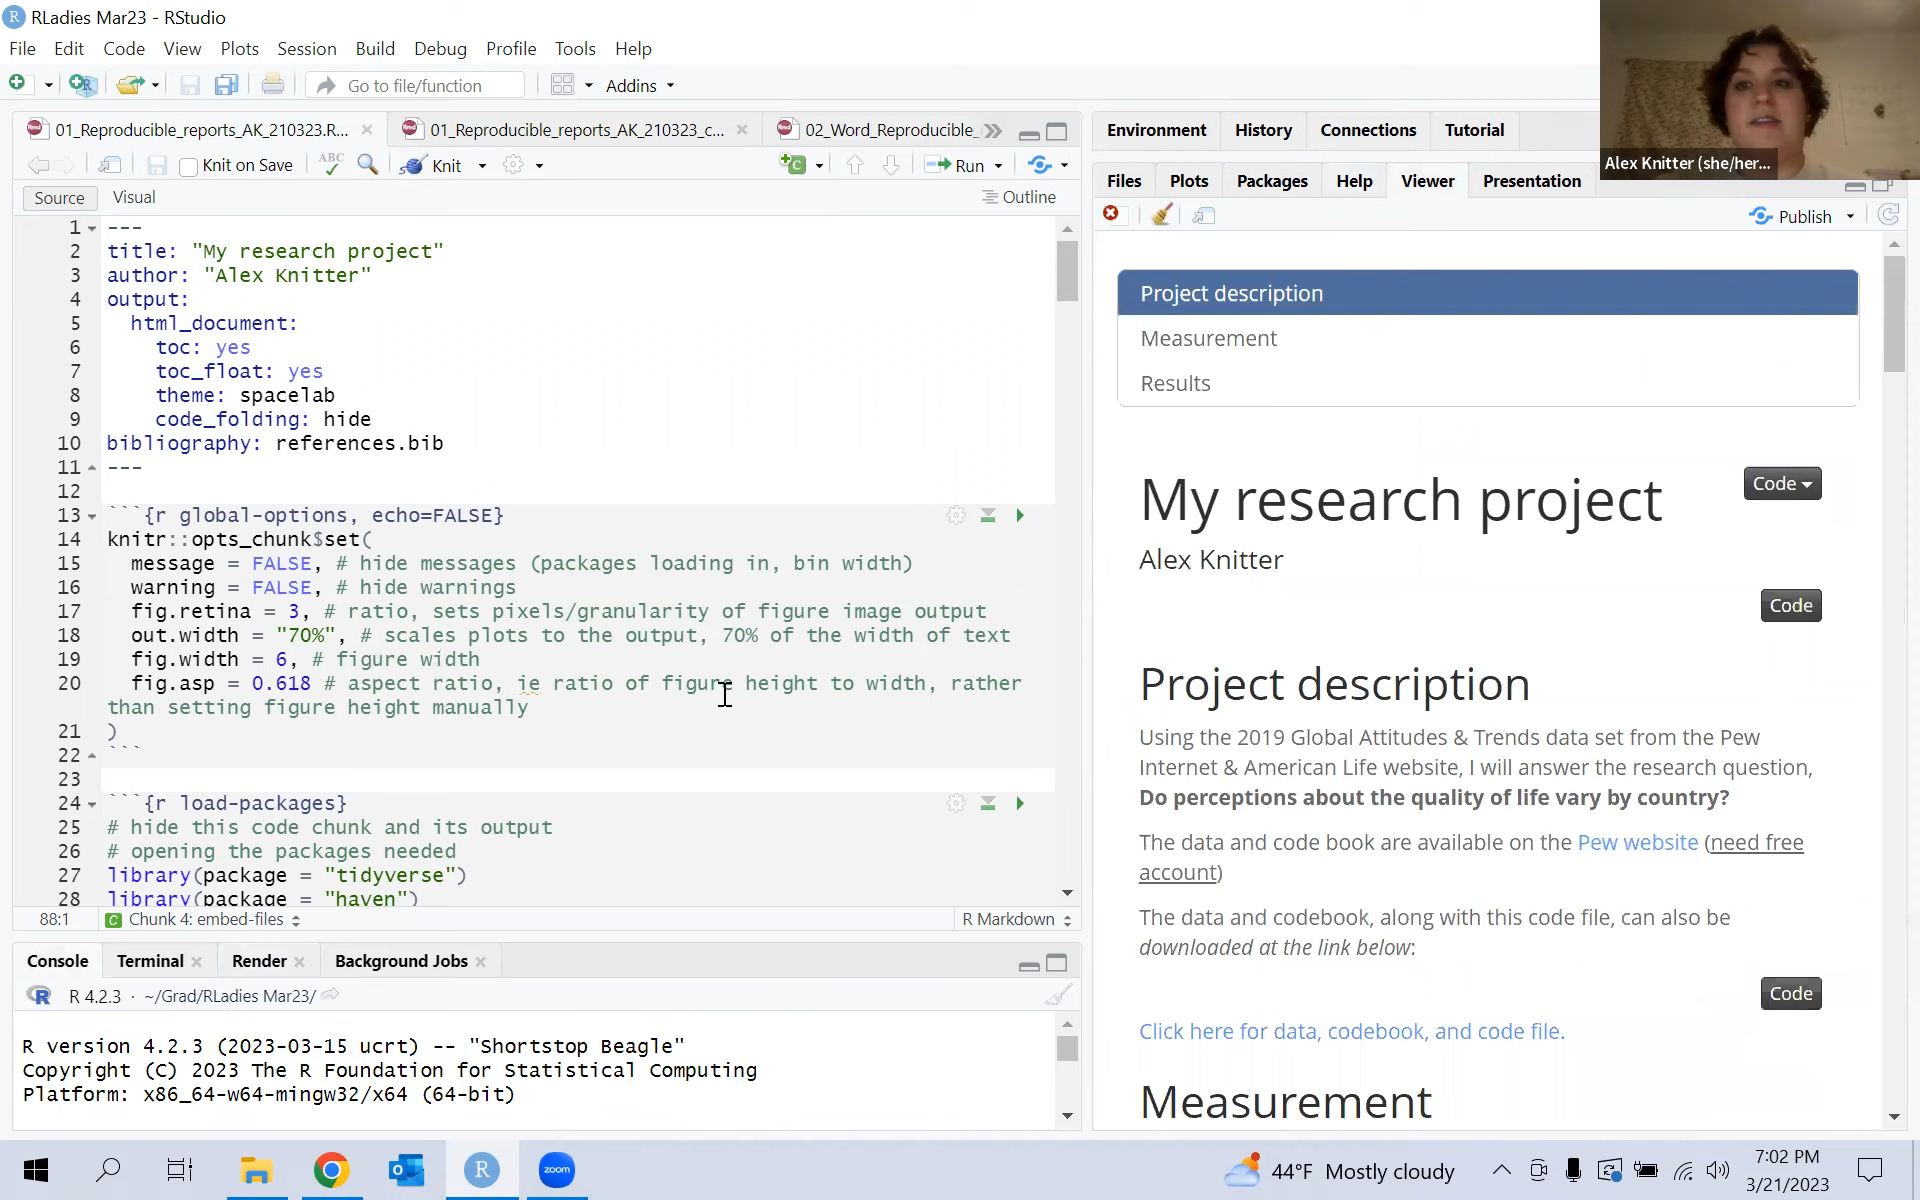 RLadies Mar23 - RStudio
File Edit Code View Plots Session Build Debug Profile Tools Help
Go to file/function Addins
01_Reproducible_reports_AK_210323.R... 01_Reproducible_reports_AK_210323_c... 02_Word_Reproducible_
Knit on Save ABC Knit Run
Source Visual Outline
1 ---
2 title: "My research project"
3 author: "Alex Knitter"
4 output:
5 html_document:
6 toc: yes
7 toc_float: yes
8 theme: spacelab
9 code_folding: hide
10 bibliography: references.bib
11 ---
12
13 ```{r global-options, echo=FALSE}
14 knitr::opts_chunk$set(
15 message = FALSE, # hide messages (packages loading in, bin width)
16 warning = FALSE, # hide warnings
17 fig.retina = 3, # ratio, sets pixels/granularity of figure image output
18 out.width = "70%", # scales plots to the output, 70% of the width of text
19 fig.width = 6, # figure width
20 fig.asp = 0.618 # aspect ratio, ie ratio of figure height to width, rather
than setting figure height manually
21 )
22 ```
23
24 ```{r load-packages}
25 # hide this code chunk and its output
26 # opening the packages needed
27 library(package = "tidyverse")
28 library(package = "haven")
88:1 C Chunk 4: embed-files R Markdown
Console Terminal Render Background Jobs
R 4.2.3 · ~/Grad/RLadies Mar23/
R version 4.2.3 (2023-03-15 ucrt) -- "Shortstop Beagle"
Copyright (C) 2023 The R Foundation for Statistical Computing
Platform: x86_64-w64-mingw32/x64 (64-bit)
Environment History Connections Tutorial
Files Plots Packages Help Viewer Presentation
Publish
Alex Knitter (she/her...
Project description
Measurement
Results
My research project
Code
Alex Knitter
Code
Project description
Using the 2019 Global Attitudes & Trends data set from the Pew
Internet & American Life website, I will answer the research question,
Do perceptions about the quality of life vary by country?
The data and code book are available on the Pew website (need free
account)
The data and codebook, along with this code file, can also be
downloaded at the link below:
Code
Click here for data, codebook, and code file.
Measurement
zoom
44°F Mostly cloudy
7:02 PM
3/21/2023